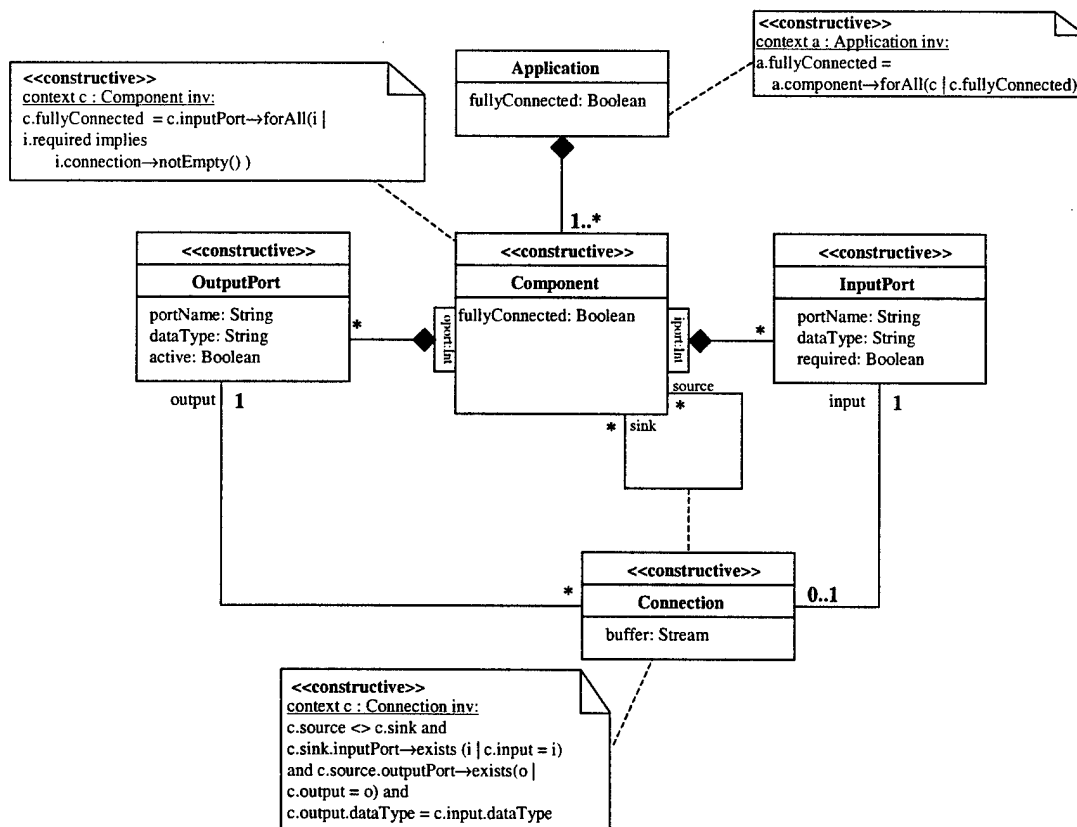 <<constructive>>
context a : Application inv:
a.fullyConnected =
a.component→forAll(c | c.fullyConnected)
Application
fullyConnected: Boolean
<<constructive>>
context c : Component inv:
c.fullyConnected = c.inputPort→forAll(i |
i.required implies
i.connection→notEmpty() )
1..*
<<constructive>>
OutputPort
portName: String
dataType: String
active: Boolean
*
oport:Int
<<constructive>>
Component
fullyConnected: Boolean
iport:Int
*
<<constructive>>
InputPort
portName: String
dataType: String
required: Boolean
source
*
* sink
output 1
input 1
*
<<constructive>>
Connection
buffer: Stream
0..1
<<constructive>>
context c : Connection inv:
c.source <> c.sink and
c.sink.inputPort→exists (i | c.input = i)
and c.source.outputPort→exists(o |
c.output = o) and
c.output.dataType = c.input.dataType